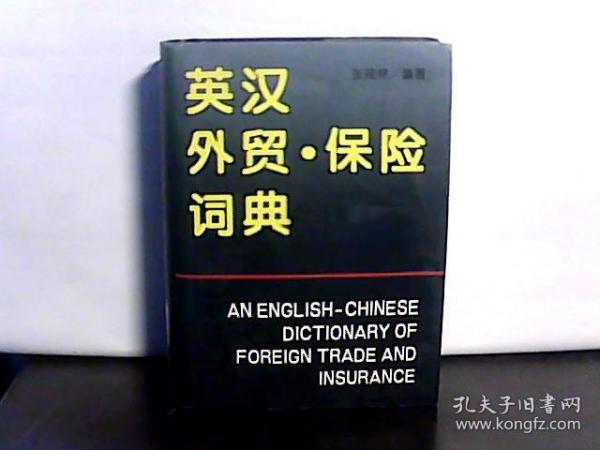 英汉
外贸·保险
词典
AN ENGLISH-CHINESE
DICTIONARY OF
FOREIGN TRADE AND
INSURANCE
孔夫子旧書网
www.kongfz.com